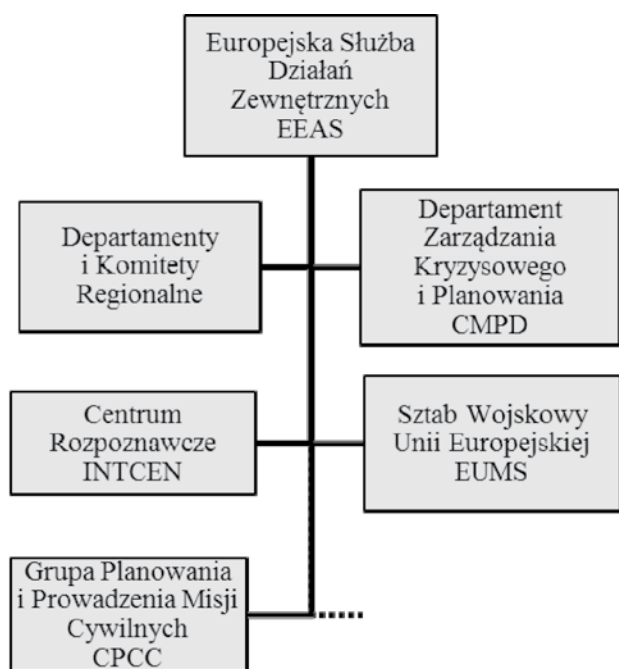 Europejska Służba
Działań
Zewnętrznych
EEAS
Departamenty
i Komitety
Regionalne
Departament
Zarządzania
Kryzysowego
i Planowania
CMPD
Centrum
Rozpoznawcze
INTCEN
Sztab Wojskowy
Unii Europejskiej
EUMS
Grupa Planowania
i Prowadzenia Misji
Cywilnych
CPCC